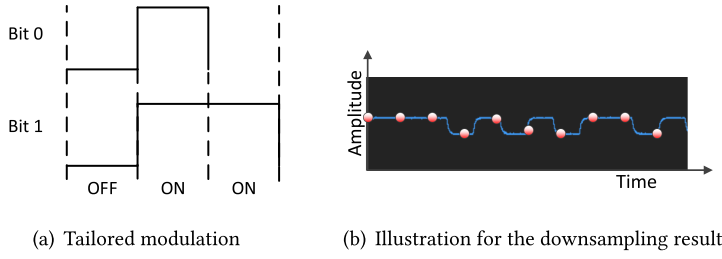 Bit 0
Bit 1
OFF ON ON
Amplitude
Time
(a) Tailored modulation
(b) Illustration for the downsampling result